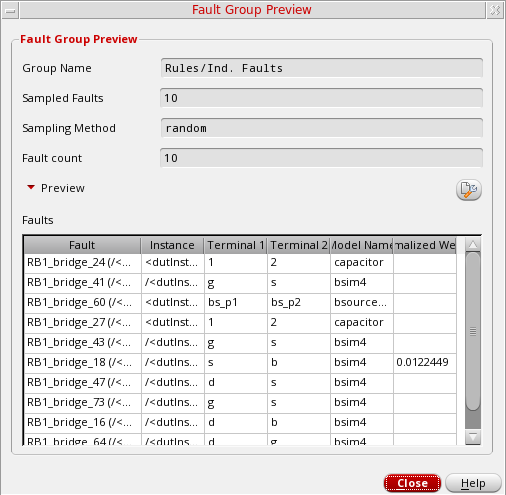 Fault Group Preview
Fault Group Preview
Group Name Rules/Ind. Faults
Sampled Faults 10
Sampling Method random
Fault count 10
Preview
Faults
Fault Instance Terminal 1 Terminal 2 Model Name malized We
RB1_bridge_24 (/<... <dutInst... 1 2 capacitor
RB1_bridge_41 (/<... /<dutIns... g s bsim4
RB1_bridge_60 (/<... <dutInst... bs_p1 bs_p2 bsource...
RB1_bridge_27 (/<... <dutInst... 1 2 capacitor
RB1_bridge_43 (/<... /<dutIns... g s bsim4
RB1_bridge_18 (/<... /<dutIns... s b bsim4 0.0122449
RB1_bridge_47 (/<... /<dutIns... d s bsim4
RB1_bridge_73 (/<... /<dutIns... g s bsim4
RB1_bridge_16 (/<... /<dutIns... d b bsim4
RB1_bridge_64 (/<... /<dutIns... d g bsim4
Close Help